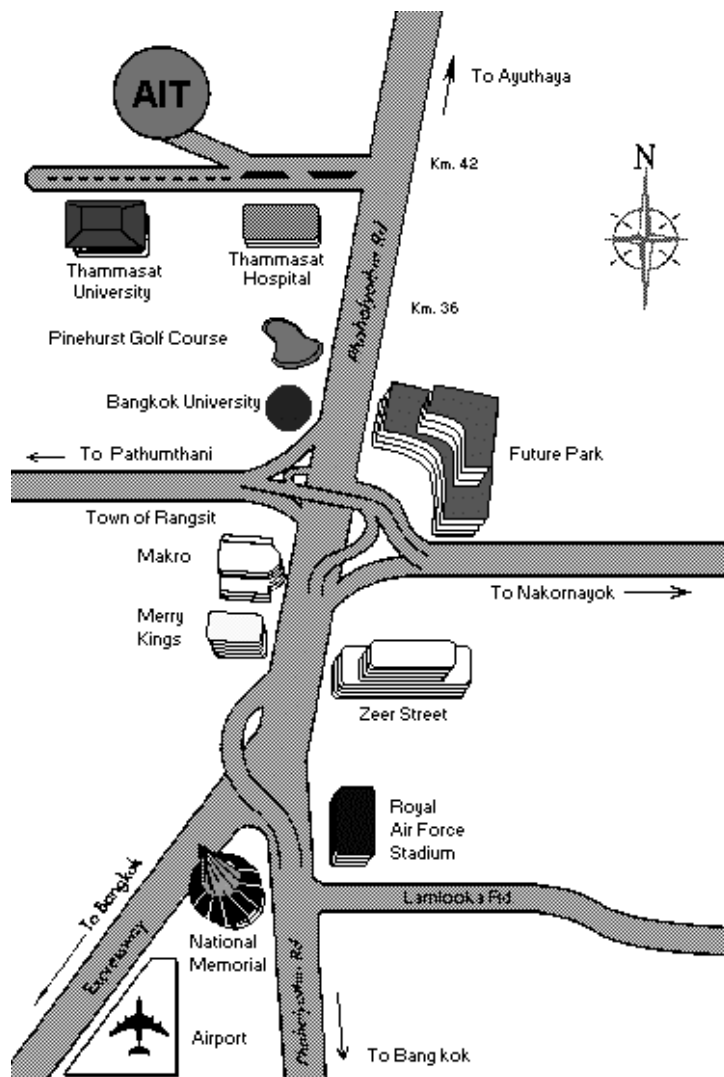 AIT
To Ayuthaya
Km. 42
N
Thammasat
University
Thammasat
Hospital
Phaholyothin Rd
Km. 36
Pinehurst Golf Course
Bangkok University
To Pathumthani
Future Park
Town of Rangsit
Makro
To Nakornayok
Merry
Kings
Zeer Street
Royal
Air Force
Stadium
To Bangkok
Lamlooka Rd
Expressway
National
Memorial
Phaholyothin Rd
Airport
To Bangkok